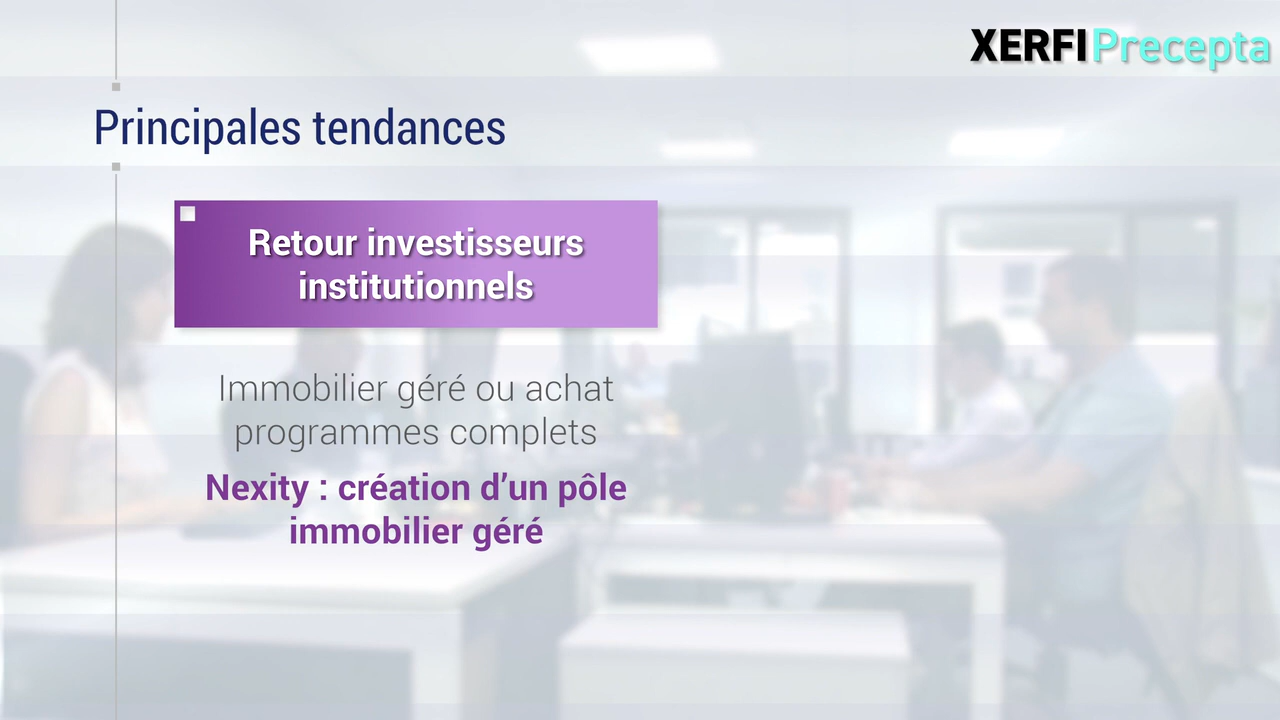 XERFI Precepta
Principales tendances
Retour investisseurs
institutionnels
Immobilier géré ou achat
programmes complets
Nexity : création d’un pôle
immobilier géré